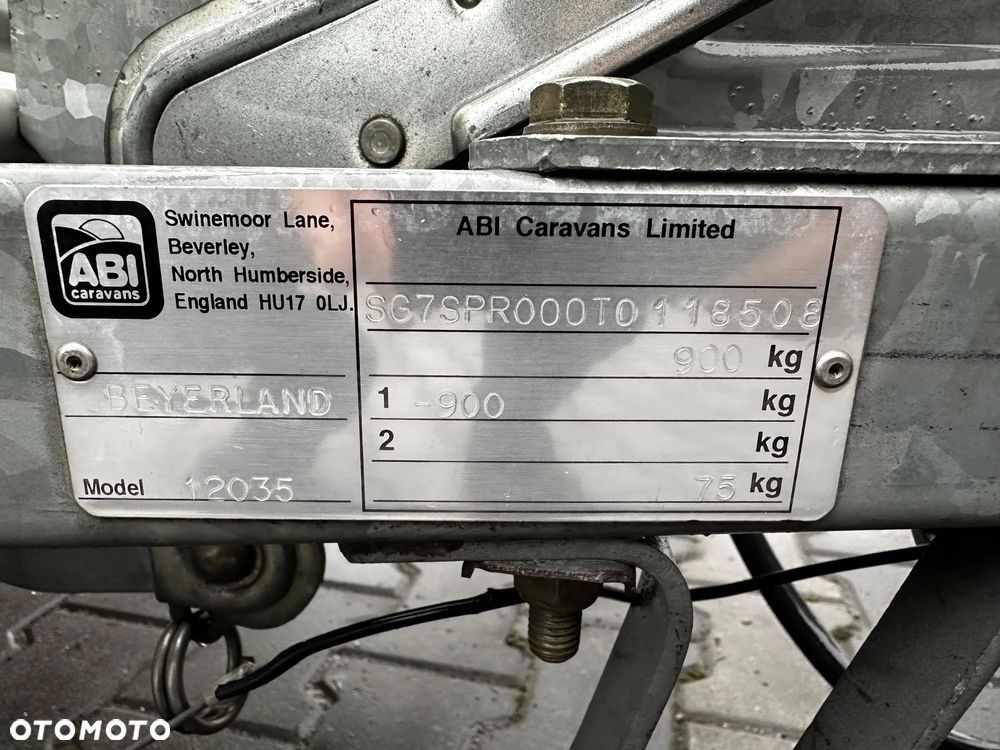 ABI
caravans
Swinemoor Lane,
Beverley,
North Humberside,
England HU17 0LJ.
BEYERLAND
Model 12035
ABI Caravans Limited
SG7SPR000T0118508
900 kg
1 -900 kg
2 kg
75 kg
OTOMOTO